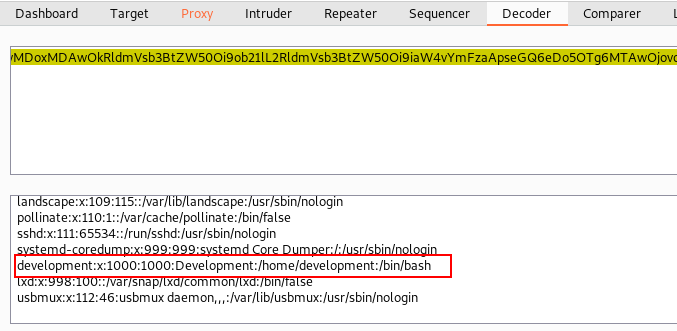 Dashboard Target Proxy Intruder Repeater Sequencer Decoder Comparer
MDoxMDAwOkRldmVsb3BtZW50Oi9ob21lL2RldmVsb3BtZW50Oi9iaW4vYmFzaApseGQ6eDo5OTg6MTAwOjovd
landscape:x:109:115::/var/lib/landscape:/usr/sbin/nologin
pollinate:x:110:1::/var/cache/pollinate:/bin/false
sshd:x:111:65534::/run/sshd:/usr/sbin/nologin
systemd-coredump:x:999:999:systemd Core Dumper:/:/usr/sbin/nologin
development:x:1000:1000:Development:/home/development:/bin/bash
lxd:x:998:100::/var/snap/lxd/common/lxd:/bin/false
usbmux:x:112:46:usbmux daemon,,,:/var/lib/usbmux:/usr/sbin/nologin